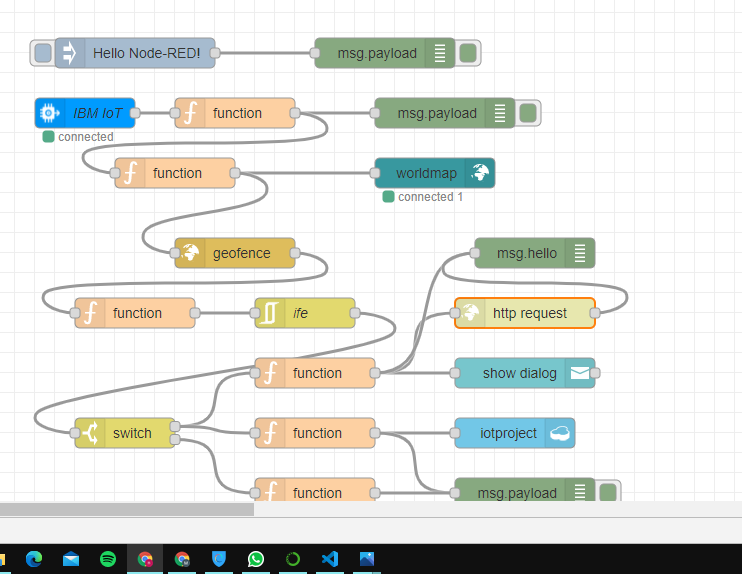 Hello Node-RED!
msg.payload
IBM IoT
function
msg.payload
connected
function
worldmap
connected 1
geofence
msg.hello
function
ife
http request
function
show dialog
switch
function
iotproject
function
msg.payload